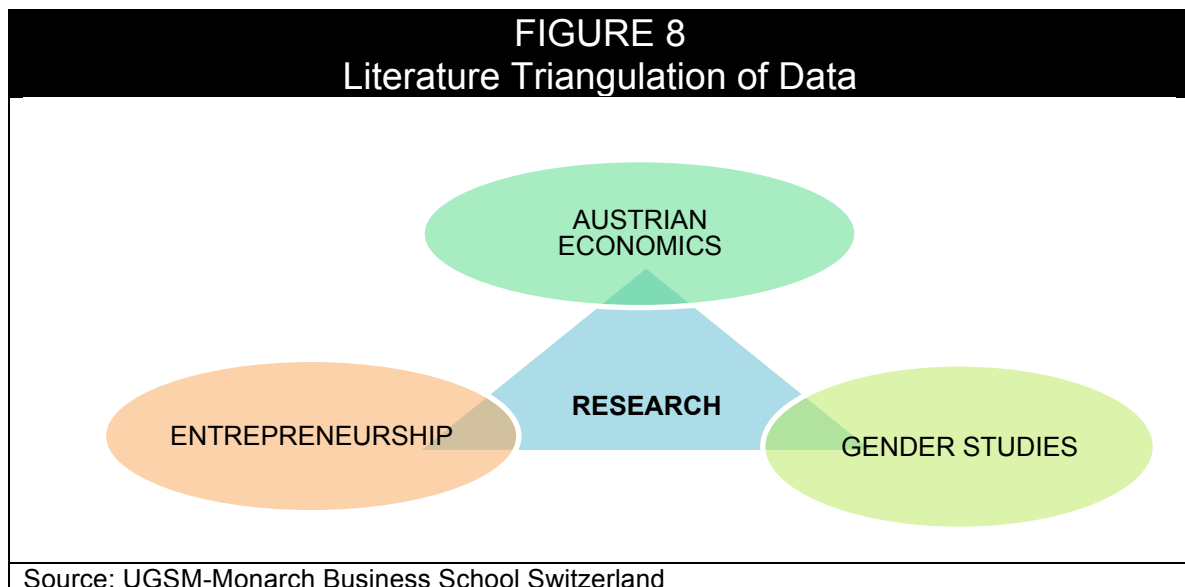 FIGURE 8
Literature Triangulation of Data
AUSTRIAN
ECONOMICS
RESEARCH
ENTREPRENEURSHIP
GENDER STUDIES
Source: UGSM-Monarch Business School Switzerland